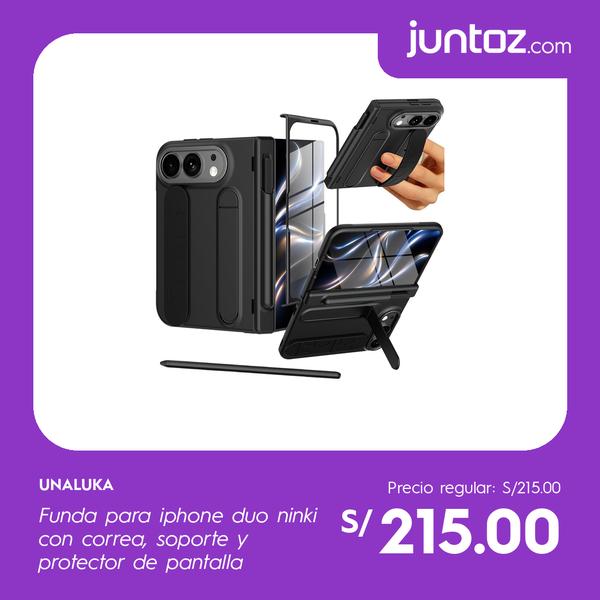 juntoz.com
UNALUKA
Funda para iphone duo ninki
con correa, soporte y
protector de pantalla
Precio regular: S/215.00
S/215.00